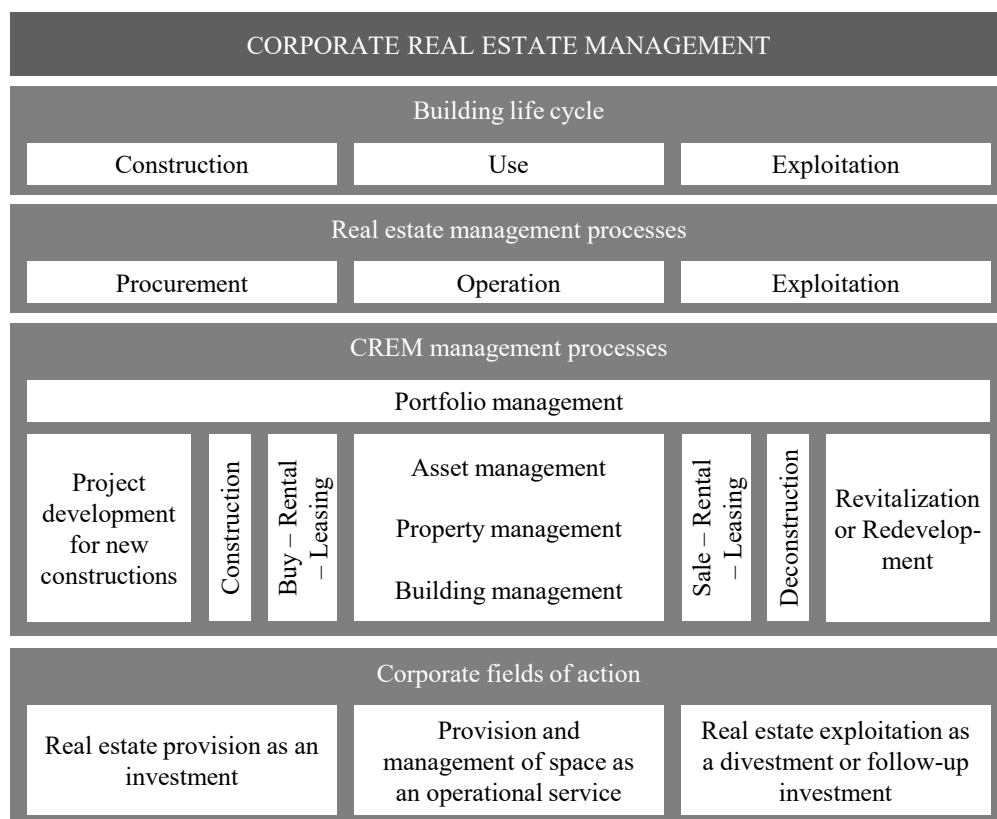 CORPORATE REAL ESTATE MANAGEMENT
Building life cycle
Construction
Use
Exploitation
Real estate management processes
Procurement
Operation
Exploitation
CREM management processes
Portfolio management
Project
development
for new
constructions
Construction
Buy – Rental
– Leasing
Asset management
Property management
Building management
Sale – Rental
– Leasing
Deconstruction
Revitalization
or Redevelop-
ment
Corporate fields of action
Real estate provision as an
investment
Provision and
management of space as
an operational service
Real estate exploitation as
a divestment or follow-up
investment